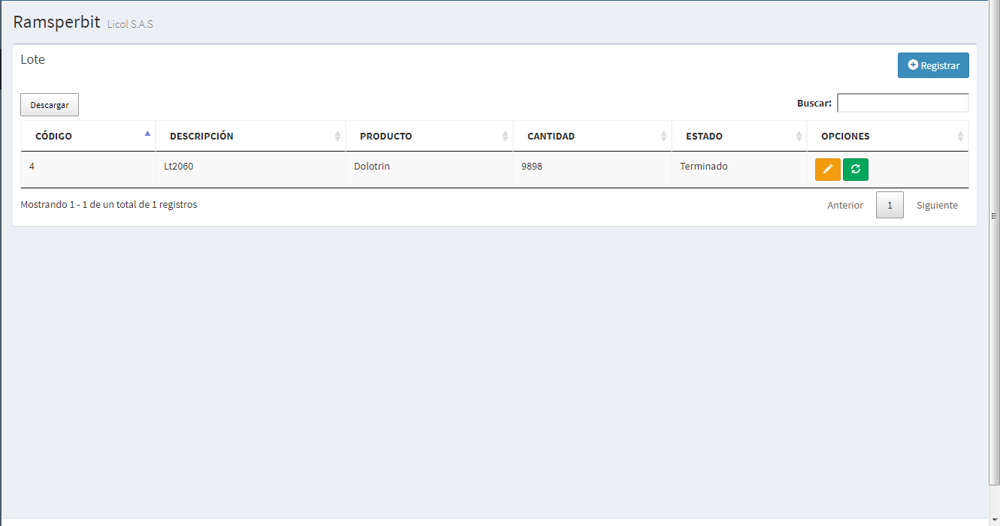 Ramsperbit Licol S.A.S
Lote
Registrar
Descargar
Buscar:
CÓDIGO DESCRIPCIÓN PRODUCTO CANTIDAD ESTADO OPCIONES
4 Lt2060 Dolotrin 9898 Terminado
Mostrando 1 - 1 de un total de 1 registros
Anterior 1 Siguiente